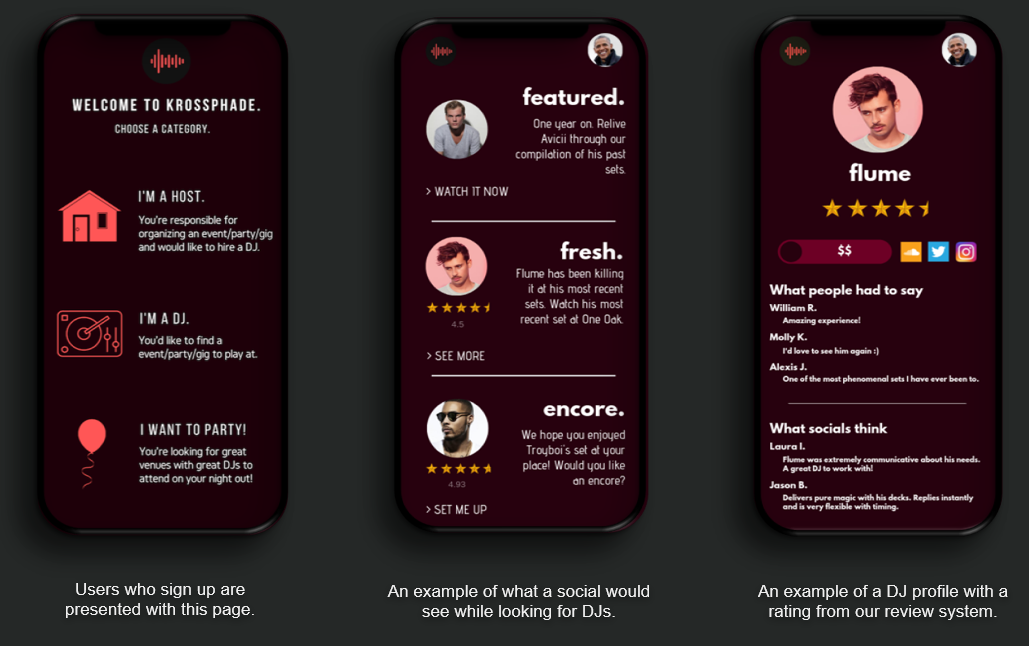 WELCOME TO KROSSPHADE.
CHOOSE A CATEGORY.
I'M A HOST.
You're responsible for
organizing an event/party/gig
and would like to hire a DJ.
I'M A DJ.
You'd like to find a
event/party/gig to play at.
I WANT TO PARTY!
You're looking for great
venues with great DJs to
attend on your night out!
Users who sign up are
presented with this page.
featured.
One year on. Relive
Avicii through our
compilation of his past
sets.
> WATCH IT NOW
fresh.
Flume has been killing
it at his most recent
sets. Watch his most
recent set at One Oak.
4.5
> SEE MORE
encore.
We hope you enjoyed
Troyboi's set at your
place! Would you like
an encore?
4.93
> SET ME UP
An example of what a social would
see while looking for DJs.
flume
$$
What people had to say
William R.
Amazing experience!
Molly K.
I'd love to see him again :)
Alexis J.
One of the most phenomenal sets I have ever been to.
What socials think
Laura I.
Flume was extremely communicative about his needs.
A great DJ to work with!
Jason B.
Delivers pure magic with his decks. Replies instantly
and is very flexible with timing.
An example of a DJ profile with a
rating from our review system.